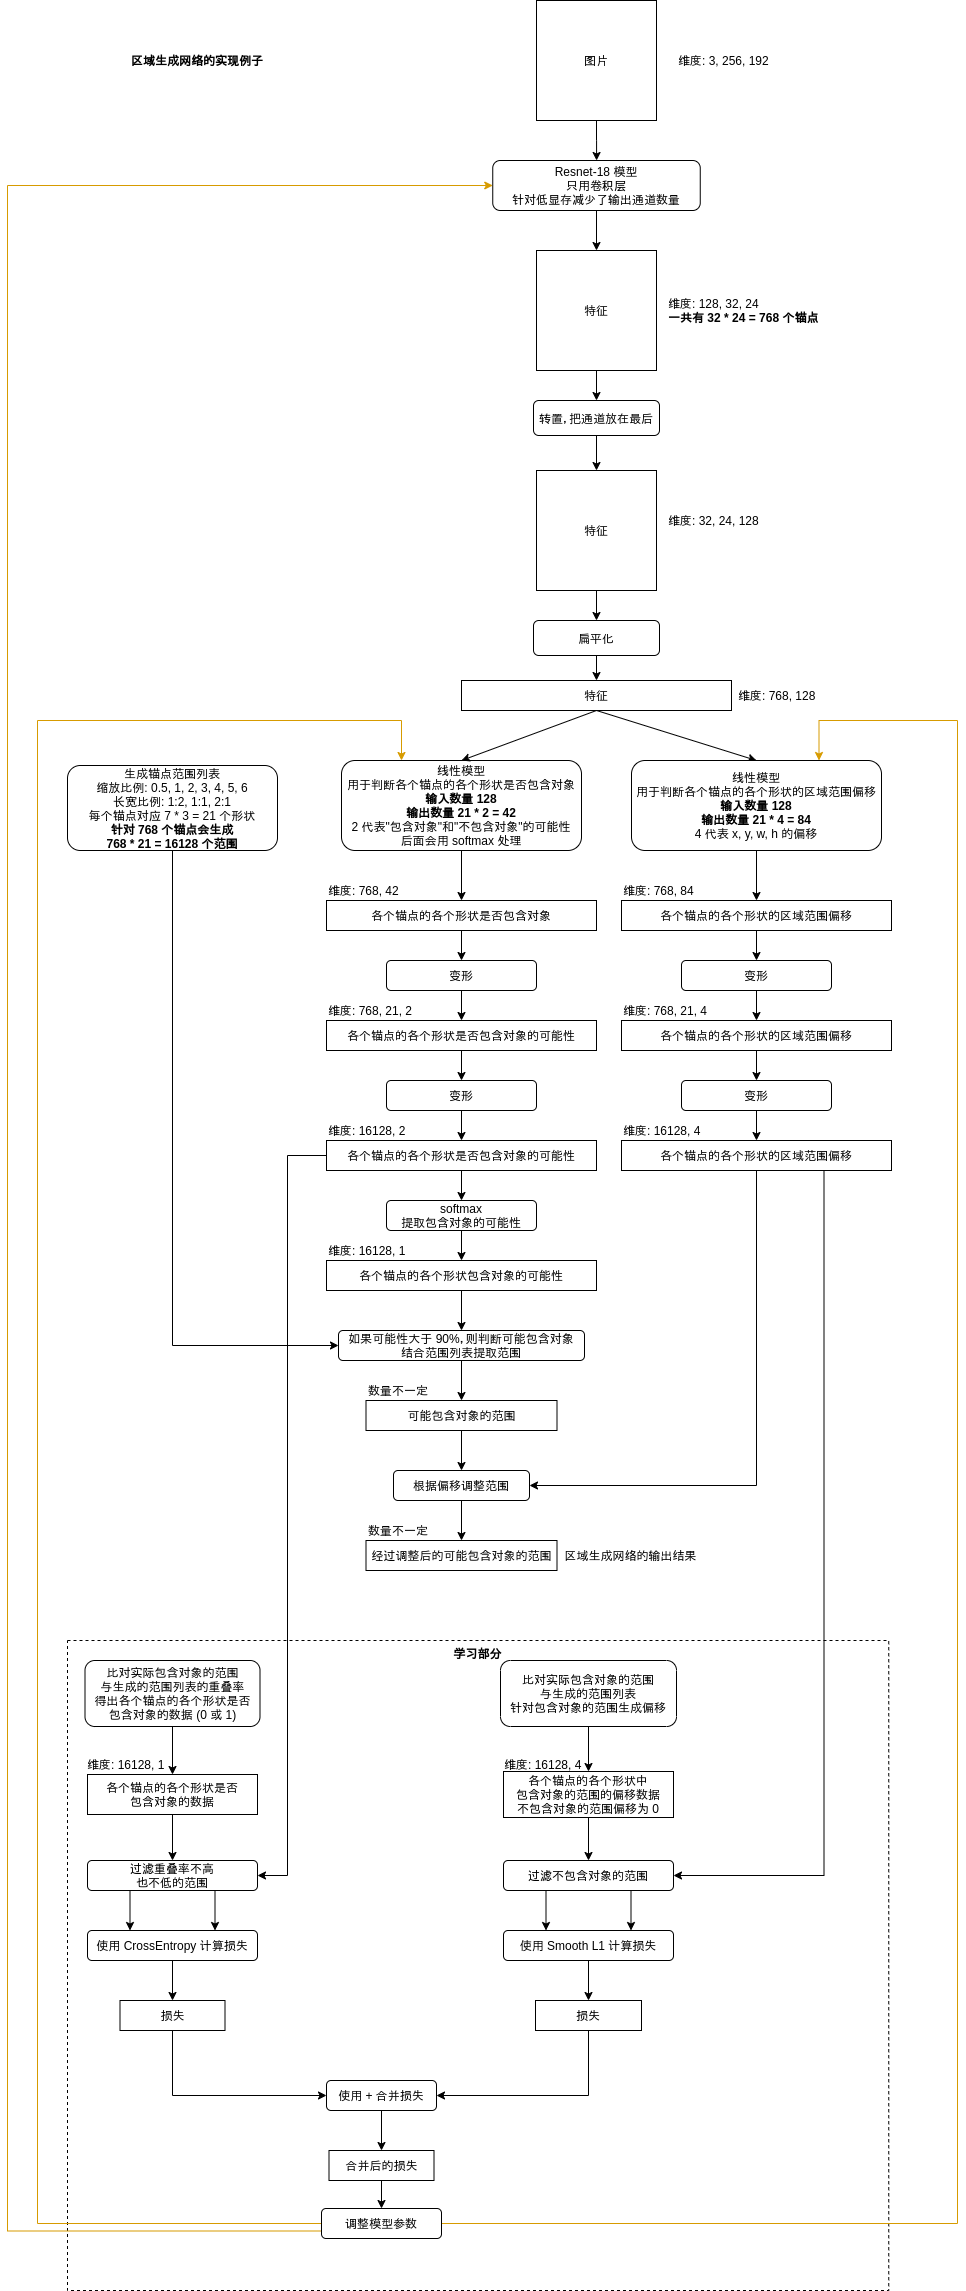 区域生成网络的实现例子
图片
维度: 3, 256, 192
Resnet-18 模型
只用卷积层
针对低显存减少了输出通道数量
特征
维度: 128, 32, 24
一共有 32 * 24 = 768 个锚点
转置, 把通道放在最后
特征
维度: 32, 24, 128
扁平化
特征
维度: 768, 128
生成锚点范围列表
缩放比例: 0.5, 1, 2, 3, 4, 5, 6
长宽比例: 1:2, 1:1, 2:1
每个锚点对应 7 * 3 = 21 个形状
针对 768 个锚点会生成
768 * 21 = 16128 个范围
线性模型
用于判断各个锚点的各个形状是否包含对象
输入数量 128
输出数量 21 * 2 = 42
2 代表"包含对象"和"不包含对象"的可能性
后面会用 softmax 处理
线性模型
用于判断各个锚点的各个形状的区域范围偏移
输入数量 128
输出数量 21 * 4 = 84
4 代表 x, y, w, h 的偏移
维度: 768, 42
各个锚点的各个形状是否包含对象
维度: 768, 84
各个锚点的各个形状的区域范围偏移
变形
变形
维度: 768, 21, 2
各个锚点的各个形状是否包含对象的可能性
维度: 768, 21, 4
各个锚点的各个形状的区域范围偏移
变形
变形
维度: 16128, 2
各个锚点的各个形状是否包含对象的可能性
维度: 16128, 4
各个锚点的各个形状的区域范围偏移
softmax
提取包含对象的可能性
维度: 16128, 1
各个锚点的各个形状包含对象的可能性
如果可能性大于 90%, 则判断可能包含对象
结合范围列表提取范围
数量不一定
可能包含对象的范围
根据偏移调整范围
数量不一定
经过调整后的可能包含对象的范围
区域生成网络的输出结果
学习部分
比对实际包含对象的范围
与生成的范围列表的重叠率
得出各个锚点的各个形状是否
包含对象的数据 (0 或 1)
比对实际包含对象的范围
与生成的范围列表
针对包含对象的范围生成偏移
维度: 16128, 1
各个锚点的各个形状是否
包含对象的数据
维度: 16128, 4
各个锚点的各个形状中
包含对象的范围的偏移数据
不包含对象的范围偏移为 0
过滤重叠率不高
也不低的范围
过滤不包含对象的范围
使用 CrossEntropy 计算损失
使用 Smooth L1 计算损失
损失
损失
使用 + 合并损失
合并后的损失
调整模型参数